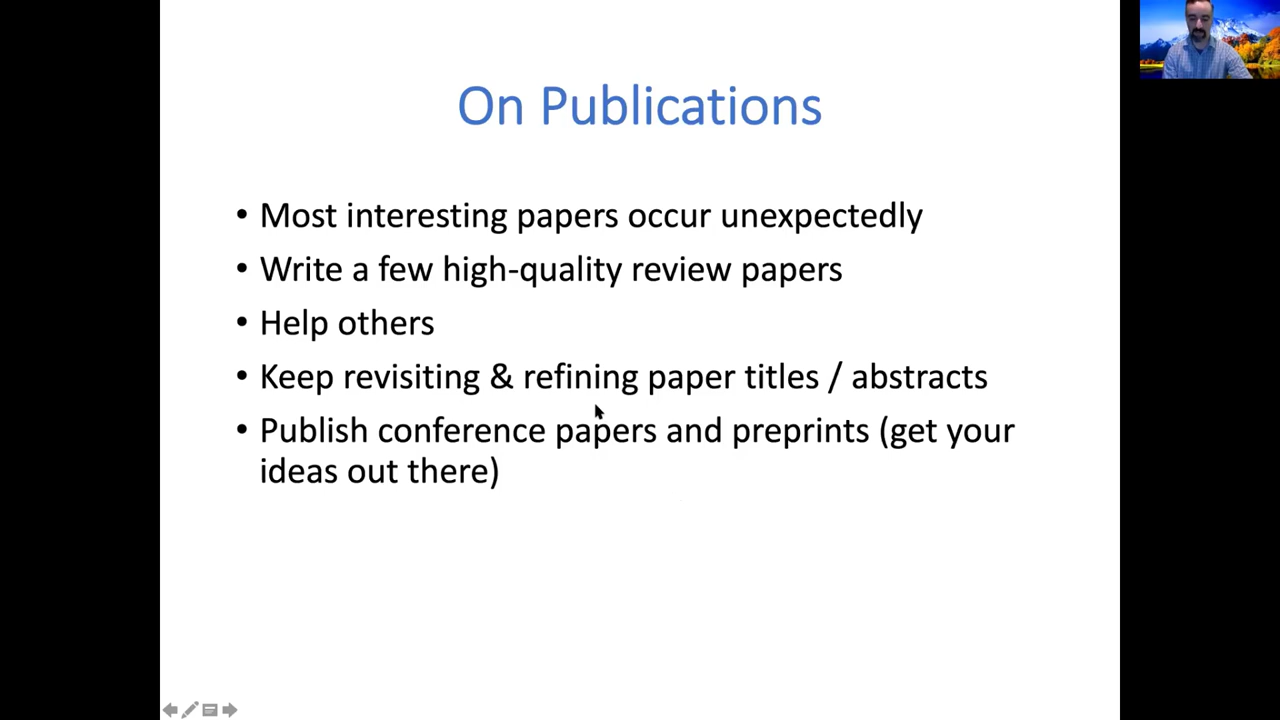 On Publications
• Most interesting papers occur unexpectedly
• Write a few high-quality review papers
• Help others
• Keep revisiting & refining paper titles / abstracts
• Publish conference papers and preprints (get your
ideas out there)